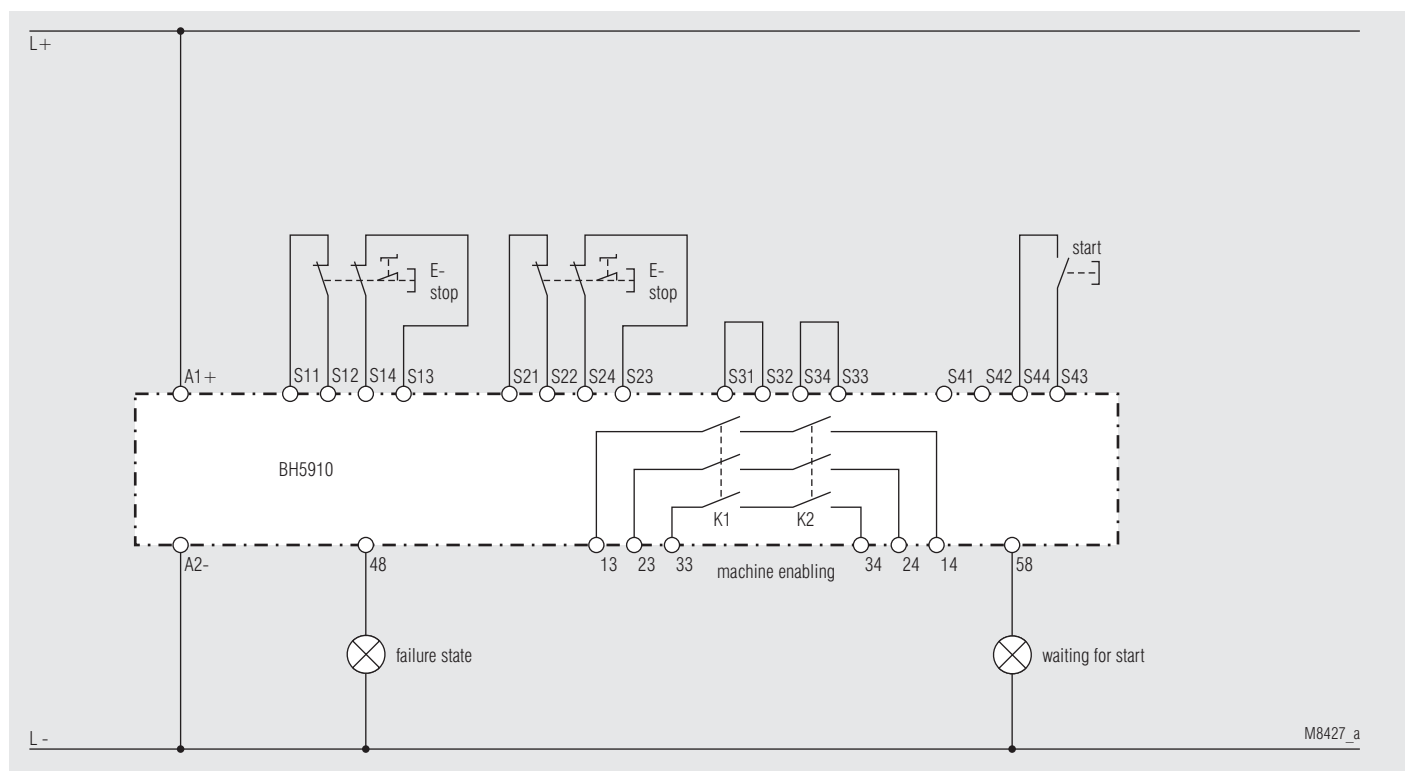 L+
E-
stop
E-
stop
start
A1+
S11
S12
S14
S13
S21
S22
S24
S23
S31
S32
S34
S33
S41
S42
S44
S43
BH5910
K1
K2
A2-
48
13
23
33
machine enabling
34
24
14
58
failure state
waiting for start
L -
M8427_a